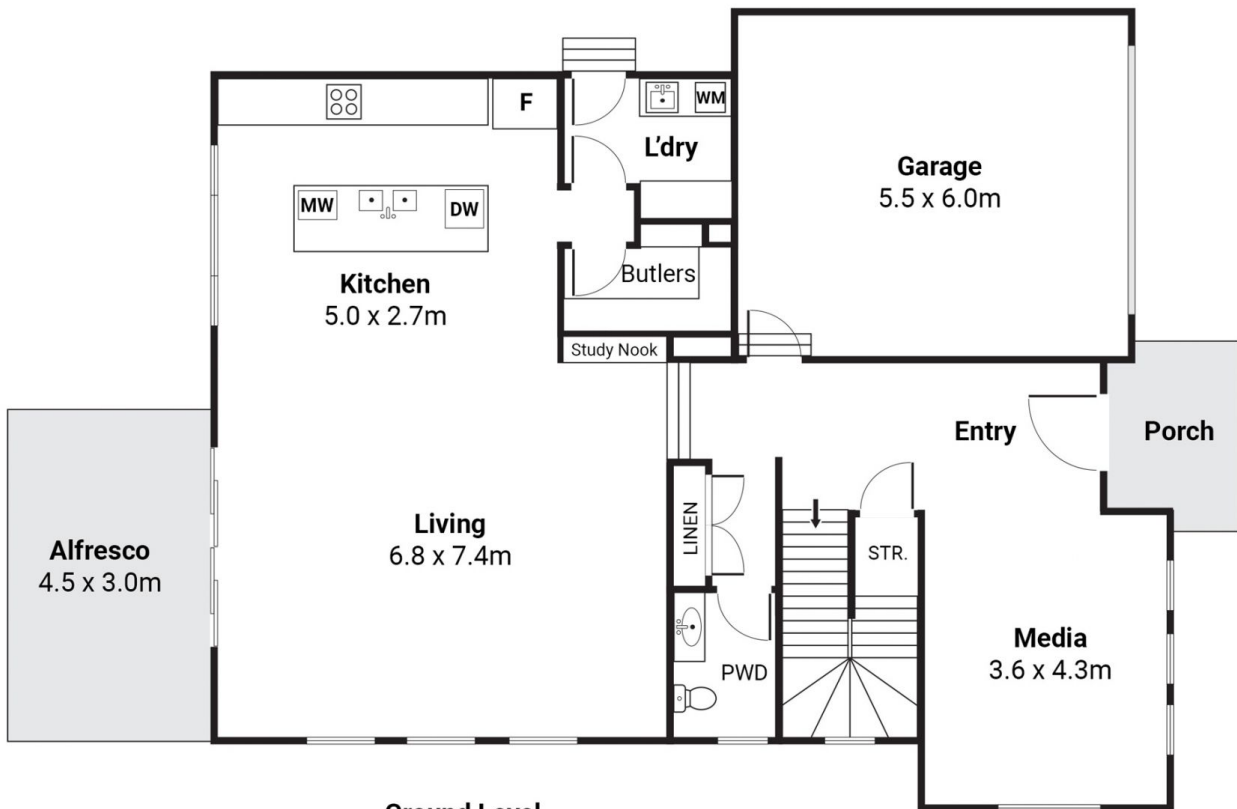 F
WM
L'dry
Garage
5.5 x 6.0m
MW
DW
Kitchen
5.0 x 2.7m
Butlers
Study Nook
Entry
Porch
Living
6.8 x 7.4m
LINEN
STR.
Alfresco
4.5 x 3.0m
PWD
Media
3.6 x 4.3m
Ground Level